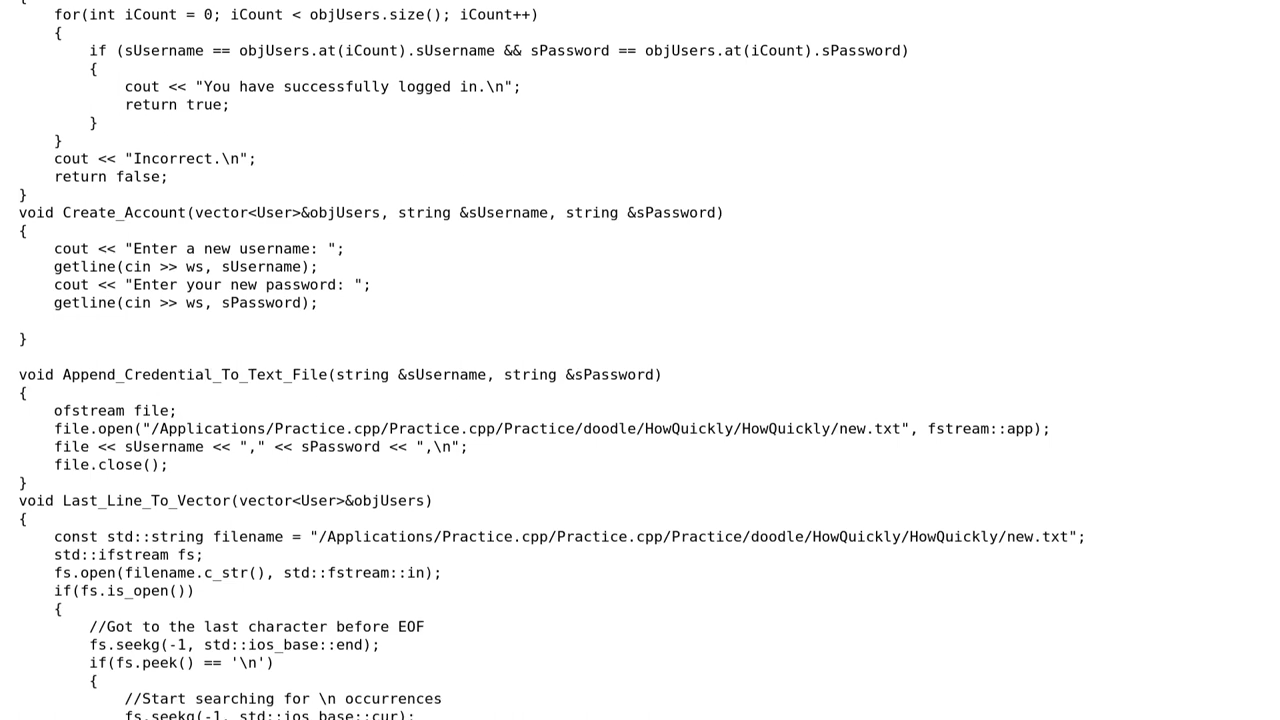 {
    for(int iCount = 0; iCount < objUsers.size(); iCount++)
    {
        if (sUsername == objUsers.at(iCount).sUsername && sPassword == objUsers.at(iCount).sPassword)
        {
            cout << "You have successfully logged in.\n";
            return true;
        }
    }
    cout << "Incorrect.\n";
    return false;
}
void Create_Account(vector<User>&objUsers, string &sUsername, string &sPassword)
{
    cout << "Enter a new username: ";
    getline(cin >> ws, sUsername);
    cout << "Enter your new password: ";
    getline(cin >> ws, sPassword);

}

void Append_Credential_To_Text_File(string &sUsername, string &sPassword)
{
    ofstream file;
    file.open("/Applications/Practice.cpp/Practice.cpp/Practice/doodle/HowQuickly/HowQuickly/new.txt", fstream::app);
    file << sUsername << "," << sPassword << ",\n";
    file.close();
}
void Last_Line_To_Vector(vector<User>&objUsers)
{
    const std::string filename = "/Applications/Practice.cpp/Practice.cpp/Practice/doodle/HowQuickly/HowQuickly/new.txt";
    std::ifstream fs;
    fs.open(filename.c_str(), std::fstream::in);
    if(fs.is_open())
    {
        //Got to the last character before EOF
        fs.seekg(-1, std::ios_base::end);
        if(fs.peek() == '\n')
        {
            //Start searching for \n occurrences
            fs.seekg(-1, std::ios_base::cur);